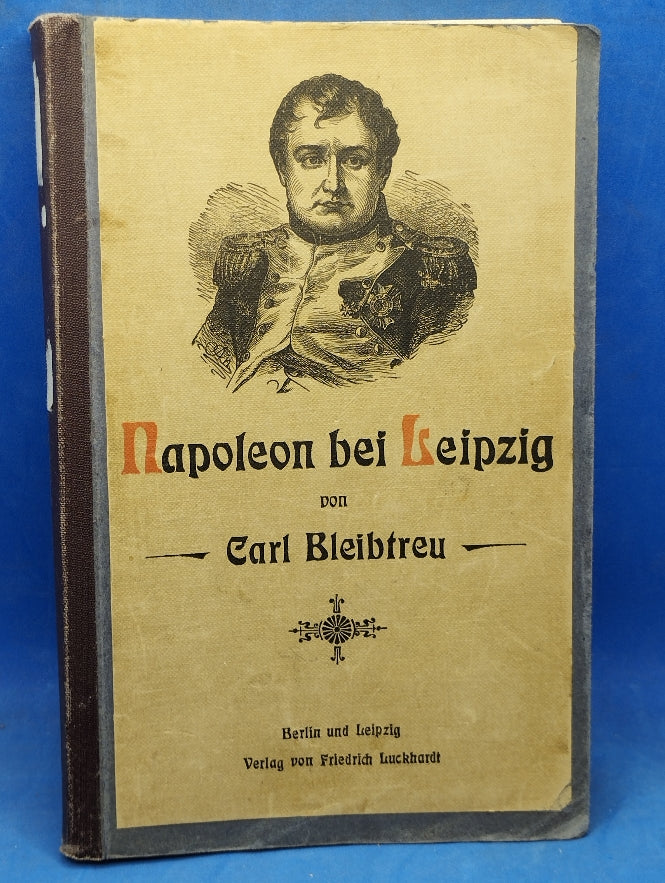 Napoleon bei Leipzig
von
Carl Bleibtreu
Berlin und Leipzig
Verlag von Friedrich Luckhardt